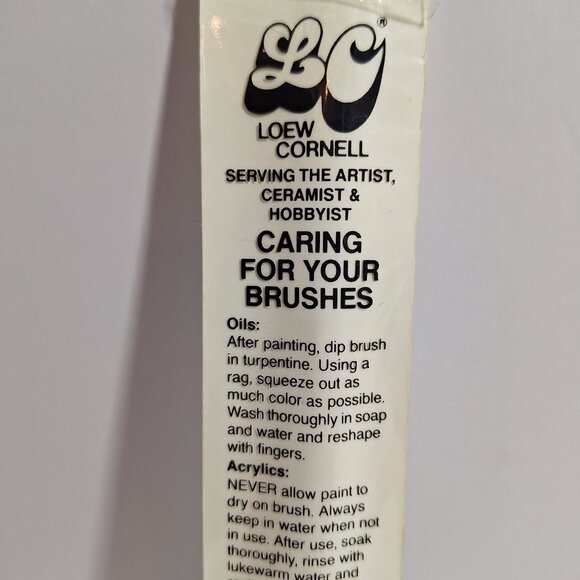 LC®
LOEW
CORNELL
SERVING THE ARTIST,
CERAMIST &
HOBBYIST
CARING
FOR YOUR
BRUSHES
Oils:
After painting, dip brush
in turpentine. Using a
rag, squeeze out as
much color as possible.
Wash thoroughly in soap
and water and reshape
with fingers.
Acrylics:
NEVER allow paint to
dry on brush. Always
keep in water when not
in use. After use, soak
thoroughly, rinse with
lukewarm water and